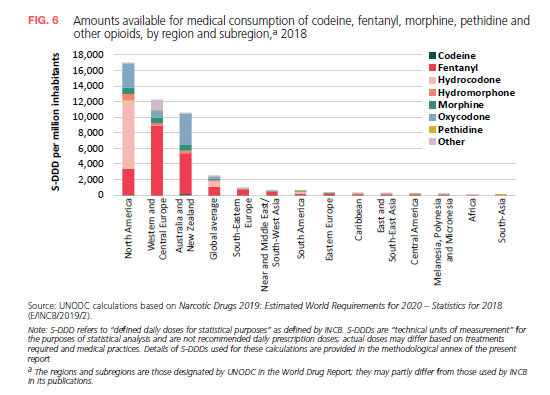 FIG. 6 Amounts available for medical consumption of codeine, fentanyl, morphine, pethidine and
other opioids, by region and subregion,a 2018
S-DDD per million inhabitants
18,000
16,000
14,000
12,000
10,000
8,000
6,000
4,000
2,000
0
Codeine
Fentanyl
Hydrocodone
Hydromorphone
Morphine
Oxycodone
Pethidine
Other
North America
Western and
Central Europe
Australia and
New Zealand
Global average
South-Eastern
Europe
Near and Middle East/
South-West Asia
South America
Eastern Europe
Caribbean
East and
South-East Asia
Central America
Melanesia, Polynesia
and Micronesia
Africa
South-Asia
Source: UNODC calculations based on Narcotic Drugs 2019: Estimated World Requirements for 2020 – Statistics for 2018
(E/INCB/2019/2).
Note: S-DDD refers to "defined daily doses for statistical purposes" as defined by INCB. S-DDDs are "technical units of measurement" for
the purposes of statistical analysis and are not recommended daily prescription doses; actual doses may differ based on treatments
required and medical practices. Details of S-DDDs used for these calculations are provided in the methodological annex of the present
report
a The regions and subregions are those designated by UNODC in the World Drug Report; they may partly differ from those used by INCB
in its publications.